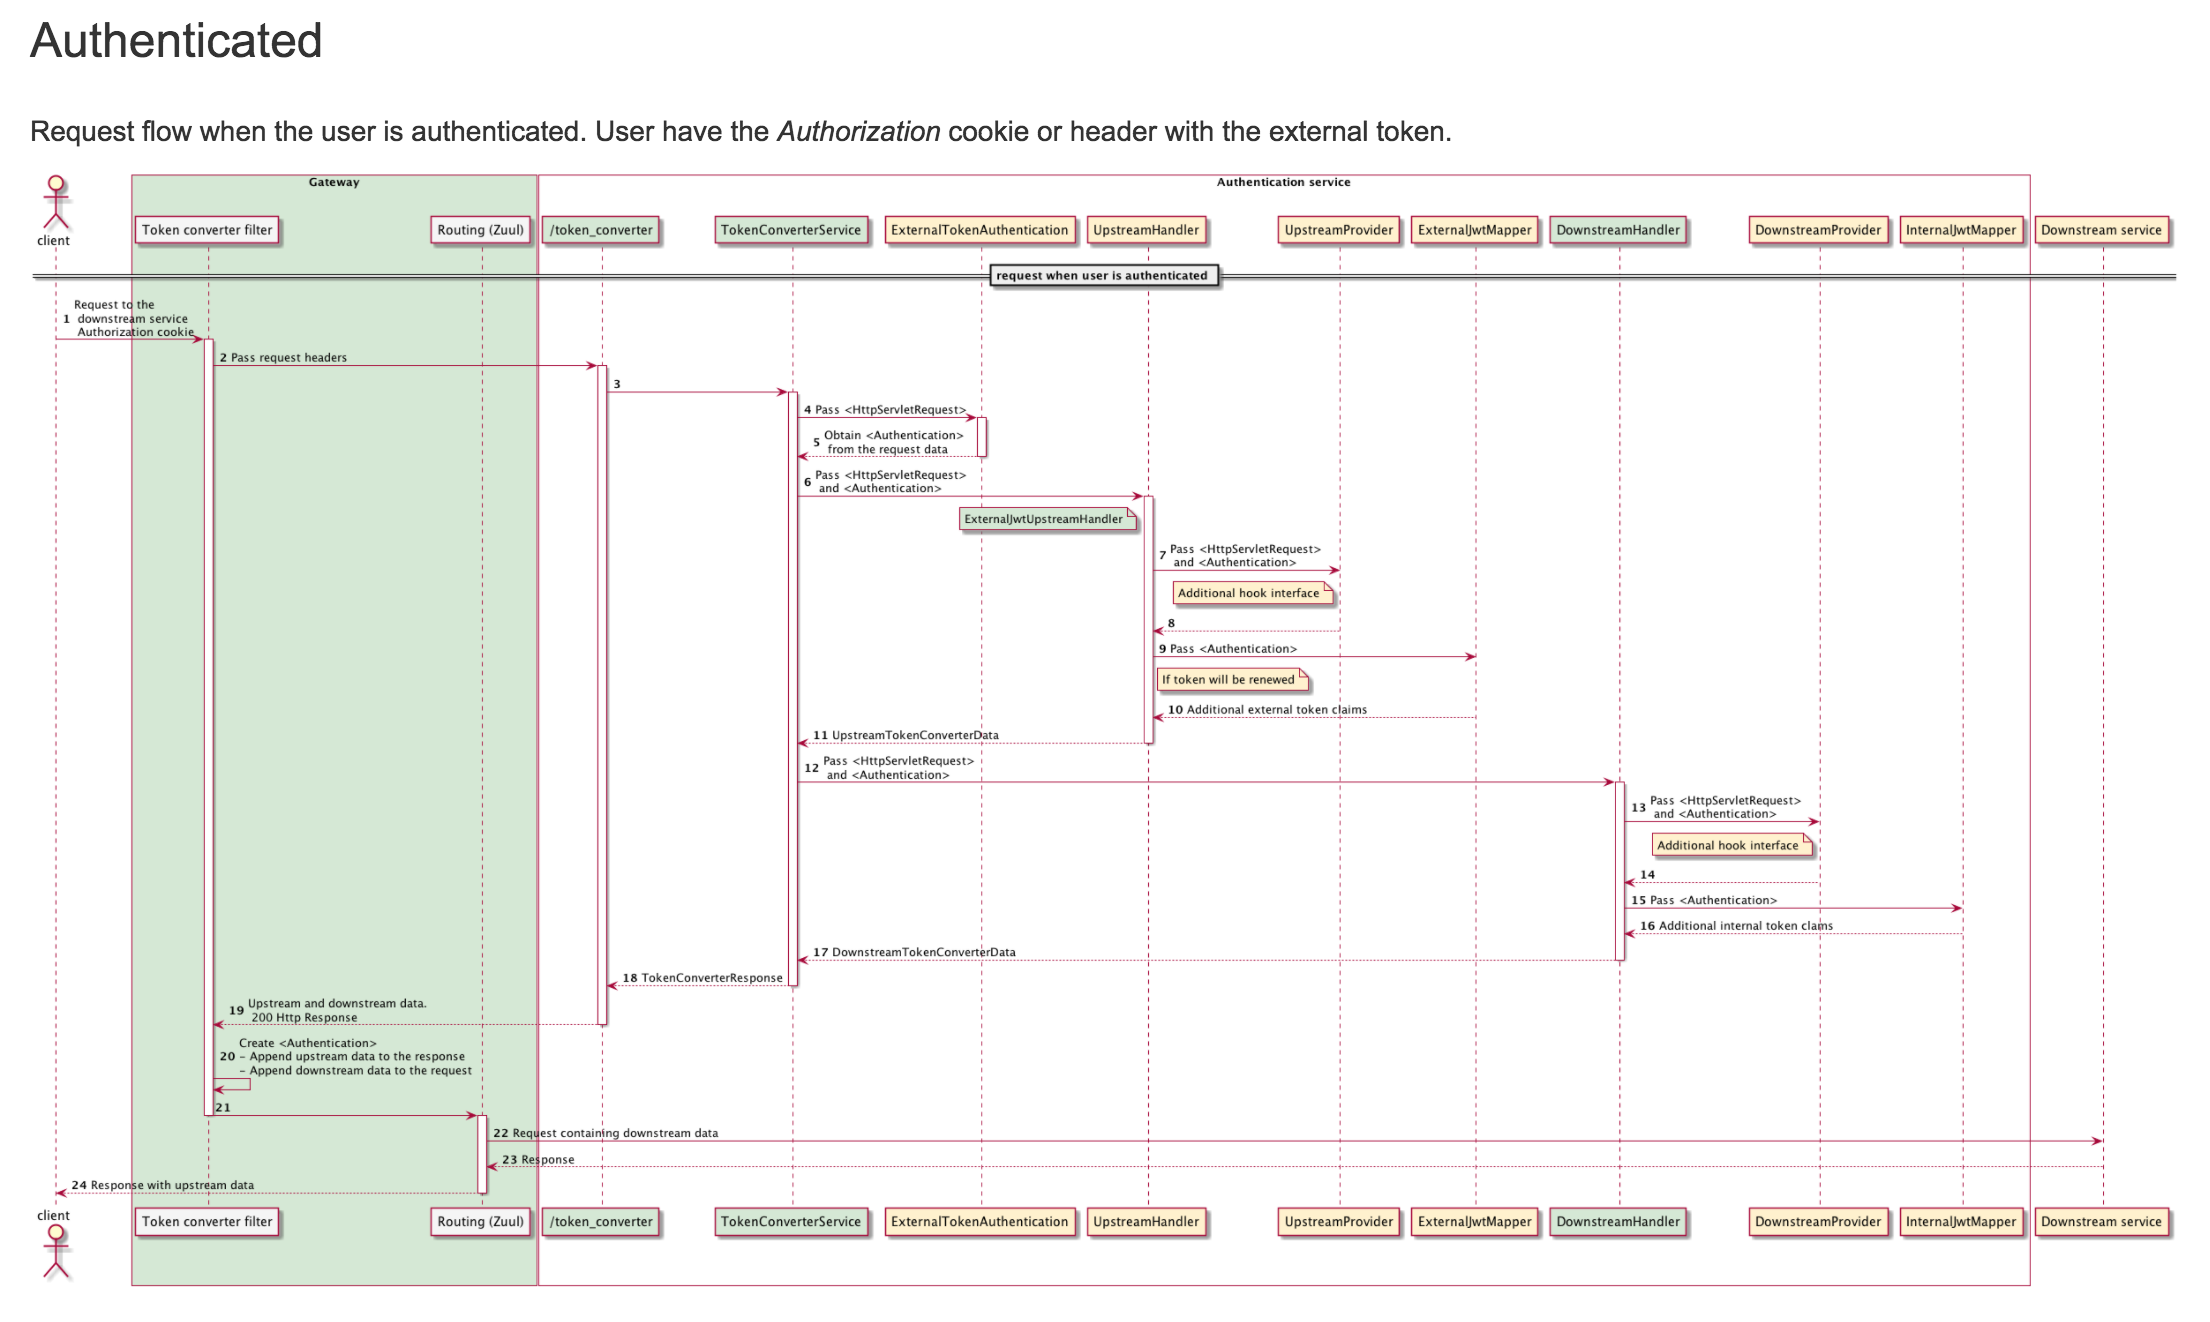 Authenticated
Request flow when the user is authenticated. User have the Authorization cookie or header with the external token.
Gateway
Authentication service
client
Token converter filter
Routing (Zuul)
/token_converter
TokenConverterService
ExternalTokenAuthentication
UpstreamHandler
UpstreamProvider
ExternalJwtMapper
DownstreamHandler
DownstreamProvider
InternalJwtMapper
Downstream service
request when user is authenticated
Request to the
1 downstream service
Authorization cookie
2 Pass request headers
3
4 Pass <HttpServletRequest>
5 Obtain <Authentication>
from the request data
6 Pass <HttpServletRequest>
and <Authentication>
ExternalJwtUpstreamHandler
7 Pass <HttpServletRequest>
and <Authentication>
Additional hook interface
8
9 Pass <Authentication>
If token will be renewed
10 Additional external token claims
11 UpstreamTokenConverterData
12 Pass <HttpServletRequest>
and <Authentication>
13 Pass <HttpServletRequest>
and <Authentication>
Additional hook interface
14
15 Pass <Authentication>
16 Additional internal token clams
17 DownstreamTokenConverterData
18 TokenConverterResponse
19 Upstream and downstream data.
200 Http Response
Create <Authentication>
20 - Append upstream data to the response
- Append downstream data to the request
21
22 Request containing downstream data
23 Response
24 Response with upstream data
client
Token converter filter
Routing (Zuul)
/token_converter
TokenConverterService
ExternalTokenAuthentication
UpstreamHandler
UpstreamProvider
ExternalJwtMapper
DownstreamHandler
DownstreamProvider
InternalJwtMapper
Downstream service